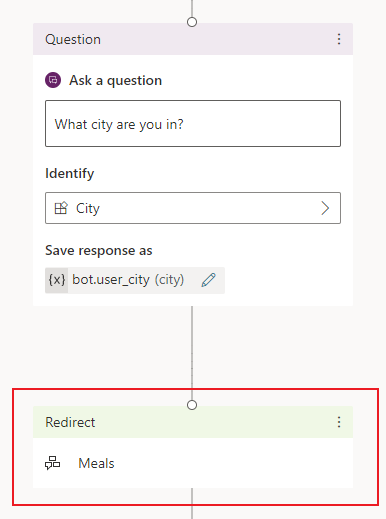 Question
Ask a question
What city are you in?
Identify
City
Save response as
{x} bot.user_city (city)
Redirect
Meals